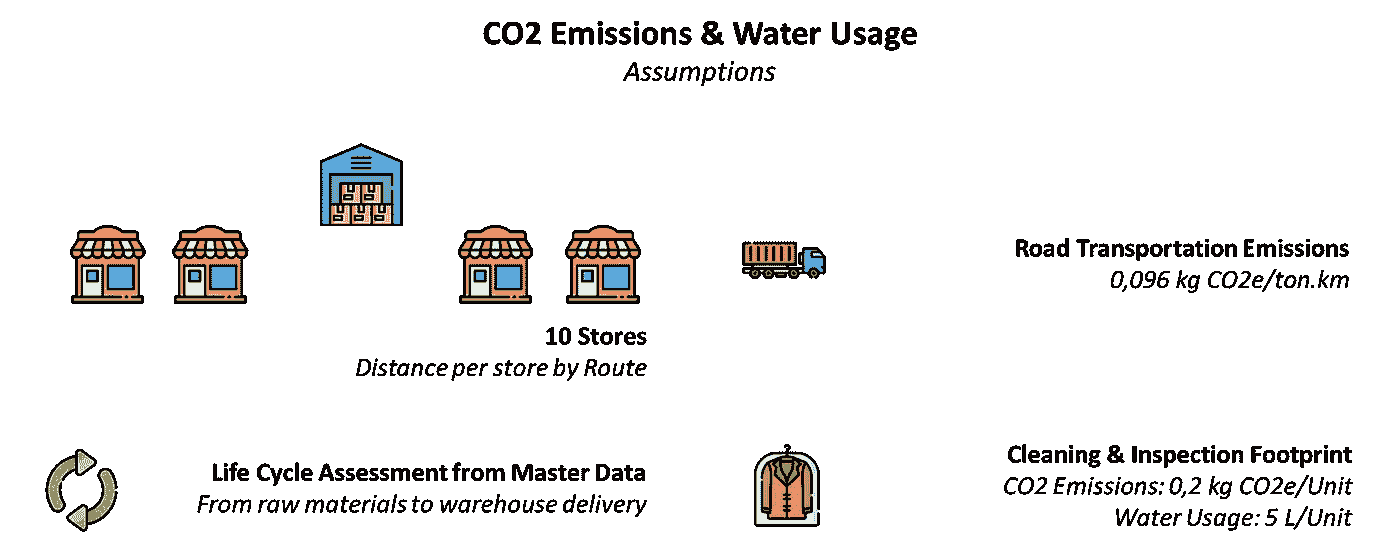 CO2 Emissions & Water Usage
Assumptions
Road Transportation Emissions
0,096 kg CO2e/ton.km
10 Stores
Distance per store by Route
Life Cycle Assessment from Master Data
From raw materials to warehouse delivery
Cleaning & Inspection Footprint
CO2 Emissions: 0,2 kg CO2e/Unit
Water Usage: 5 L/Unit